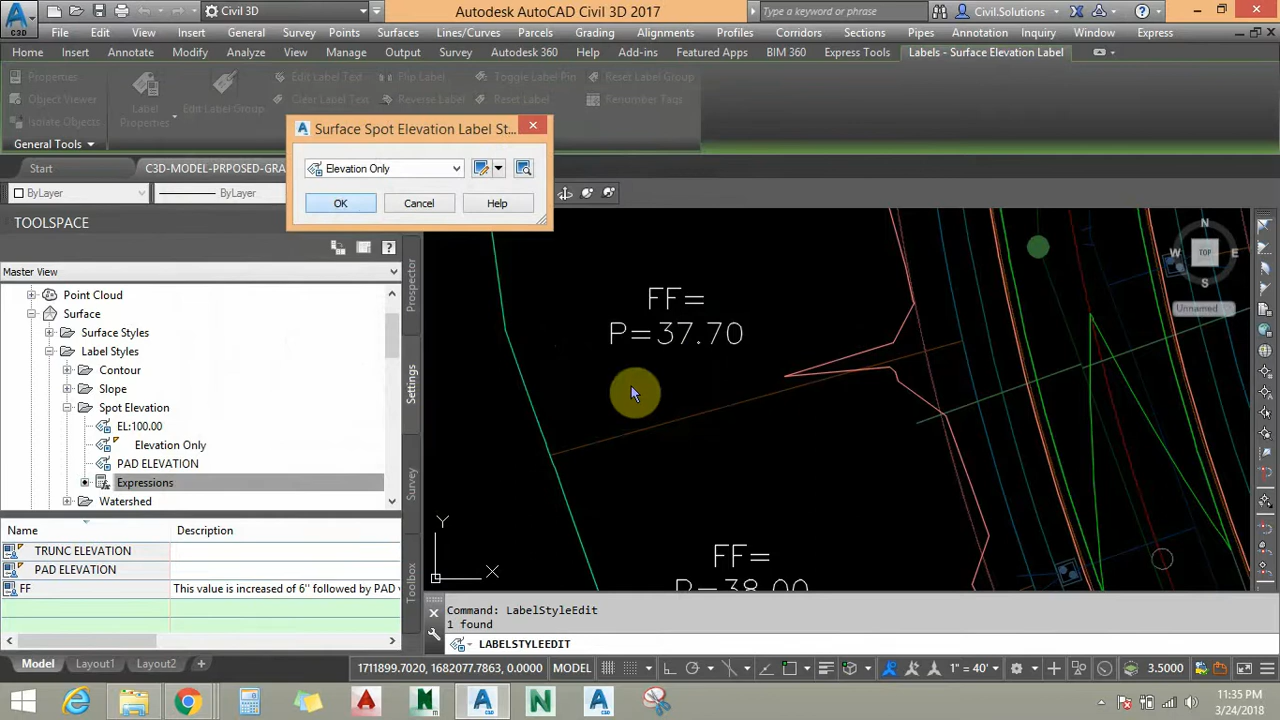 Civil 3D
Autodesk AutoCAD Civil 3D 2017
Type a keyword or phrase
Civil.Solutions
C3D
File Edit View Insert General Survey Points Surfaces Lines/Curves Parcels Grading Alignments Profiles Corridors Sections Pipes Annotation Inquiry Window Express
Home Insert Annotate Modify Analyze View Manage Output Survey Autodesk 360 Help Add-ins Featured Apps BIM 360 Express Tools Labels - Surface Elevation Label
Properties
Edit Label Text
Flip Label
Toggle Label Pin
Reset Label Group
Object Viewer
Label Properties
Edit Label Group
Clear Label Text
Reverse Label
Reset Label
Renumber Tags
Isolate Objects
General Tools
Surface Spot Elevation Label St...
Elevation Only
OK Cancel Help
Start
C3D-MODEL-PRPOSED-GRA
ByLayer
ByLayer
TOOLSPACE
Master View
Point Cloud
Surface
Surface Styles
Label Styles
Contour
Slope
Spot Elevation
EL:100.00
Elevation Only
PAD ELEVATION
Expressions
Watershed
Name Description
TRUNC ELEVATION
PAD ELEVATION
FF This value is increased of 6" followed by PAD v
Prospector
Settings
Survey
Toolbox
FF=
P=37.70
FF=
P=38.00
N
W TOP E
S
Unnamed
Y
X
Command: LabelStyleEdit
1 found
LABELSTYLEEDIT
Model Layout1 Layout2 +
1711899.7020, 1682077.7863, 0.0000 MODEL
1" = 40'
3.5000
11:35 PM
3/24/2018